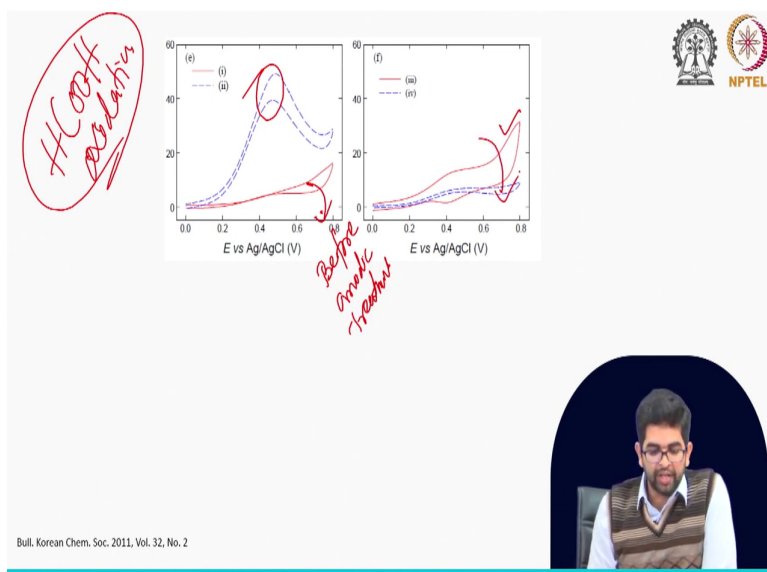 HCOOH
oxidation
(e)
(i)
(ii)
60
40
20
0
0.0 0.2 0.4 0.6 0.8
E vs Ag/AgCl (V)
(f)
(iii)
(iv)
60
40
20
0
0.0 0.2 0.4 0.6 0.8
E vs Ag/AgCl (V)
Before
anodic
treatment
NPTEL
Bull. Korean Chem. Soc. 2011, Vol. 32, No. 2